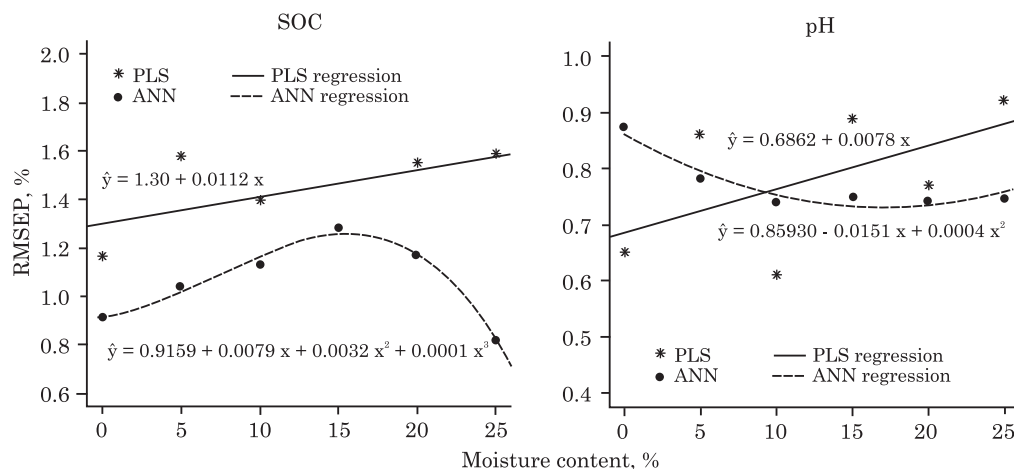 SOC
RMSEP, %
2.0
1.8
1.6
1.4
1.2
1.0
0.8
0.6
PLS PLS regression
ANN ANN regression
ŷ = 1.30 + 0.0112 x
ŷ = 0.9159 + 0.0079 x + 0.0032 x² + 0.0001 x³
0 5 10 15 20 25
pH
1.0
0.9
0.8
0.7
0.6
0.5
0.4
ŷ = 0.6862 + 0.0078 x
ŷ = 0.85930 - 0.0151 x + 0.0004 x²
PLS PLS regression
ANN ANN regression
0 5 10 15 20 25
Moisture content, %